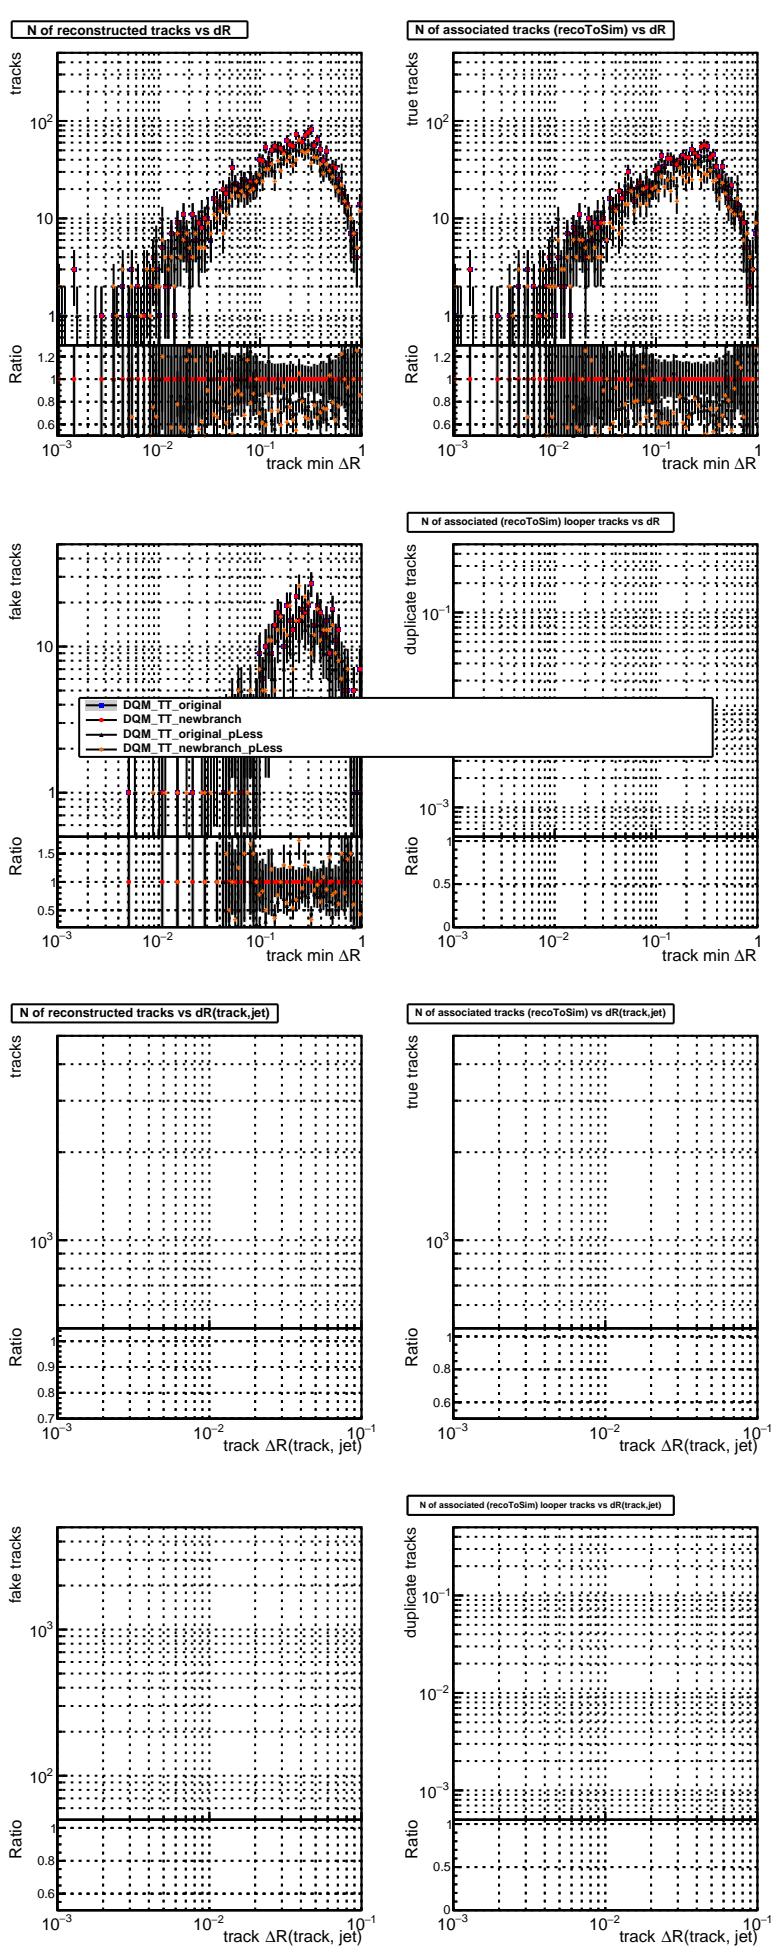 N of reconstructed tracks vs dR
tracks
10²
10
1
Ratio
1.2
1
0.8
0.6
10⁻³
10⁻²
10⁻¹
1
track min ΔR
N of associated tracks (recoToSim) vs dR
true tracks
10²
10
1
Ratio
1.2
1
0.8
0.6
10⁻³
10⁻²
10⁻¹
1
track min ΔR
fake tracks
10
1
Ratio
1.5
1
0.5
10⁻³
10⁻²
10⁻¹
1
track min ΔR
N of associated (recoToSim) looper tracks vs dR
duplicate tracks
10⁻¹
10⁻³
Ratio
1
0.5
0
10⁻³
10⁻²
10⁻¹
1
track min ΔR
DQM_TT_original
DQM_TT_newbranch
DQM_TT_original_pLess
DQM_TT_newbranch_pLess
N of reconstructed tracks vs dR(track,jet)
tracks
10³
Ratio
1
0.9
0.8
0.7
10⁻³
10⁻²
10⁻¹
track ΔR(track, jet)
N of associated tracks (recoToSim) vs dR(track,jet)
true tracks
10³
Ratio
1
0.8
0.6
10⁻³
10⁻²
10⁻¹
track ΔR(track, jet)
fake tracks
10³
10²
Ratio
1
0.8
0.6
10⁻³
10⁻²
10⁻¹
track ΔR(track, jet)
N of associated (recoToSim) looper tracks vs dR(track,jet)
duplicate tracks
10⁻¹
10⁻²
10⁻³
Ratio
1
0.5
0
10⁻³
10⁻²
10⁻¹
track ΔR(track, jet)